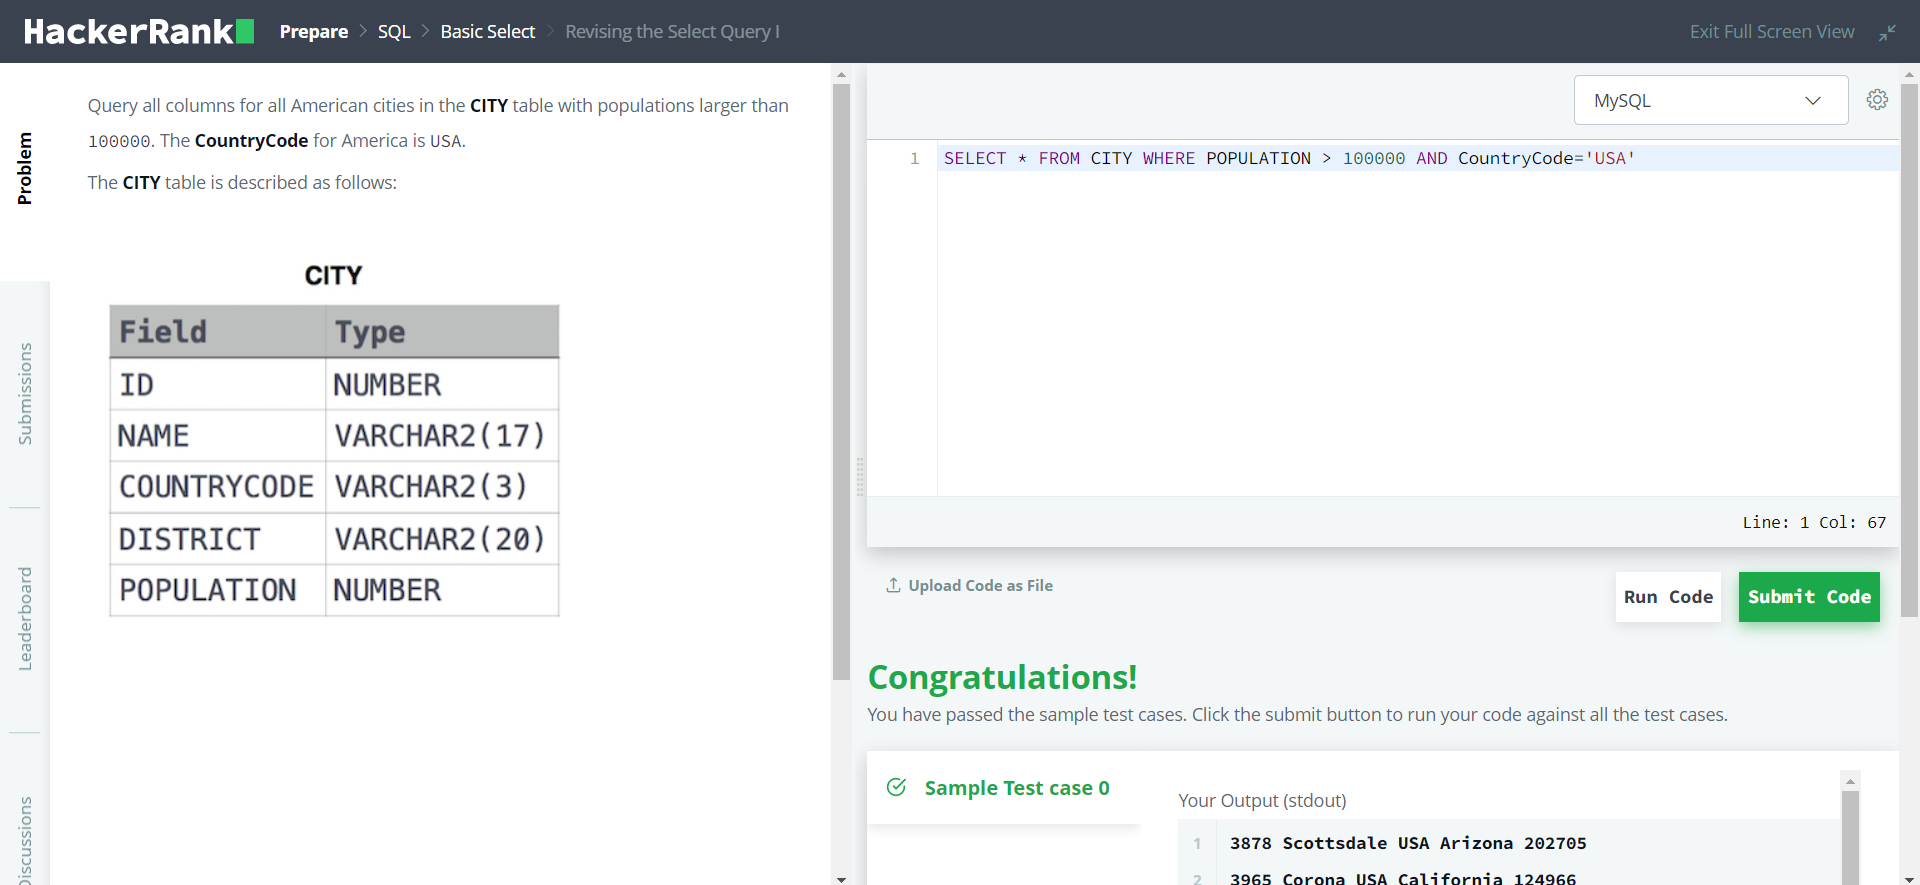 HackerRank
Prepare > SQL > Basic Select > Revising the Select Query I
Exit Full Screen View
Problem
Submissions
Leaderboard
Discussions
Query all columns for all American cities in the CITY table with populations larger than
100000. The CountryCode for America is USA.
The CITY table is described as follows:
CITY
Field Type
ID NUMBER
NAME VARCHAR2(17)
COUNTRYCODE VARCHAR2(3)
DISTRICT VARCHAR2(20)
POPULATION NUMBER
MySQL
1 SELECT * FROM CITY WHERE POPULATION > 100000 AND CountryCode='USA'
Line: 1 Col: 67
Upload Code as File
Run Code
Submit Code
Congratulations!
You have passed the sample test cases. Click the submit button to run your code against all the test cases.
Sample Test case 0
Your Output (stdout)
1 3878 Scottsdale USA Arizona 202705
2 3965 Corona USA California 124966